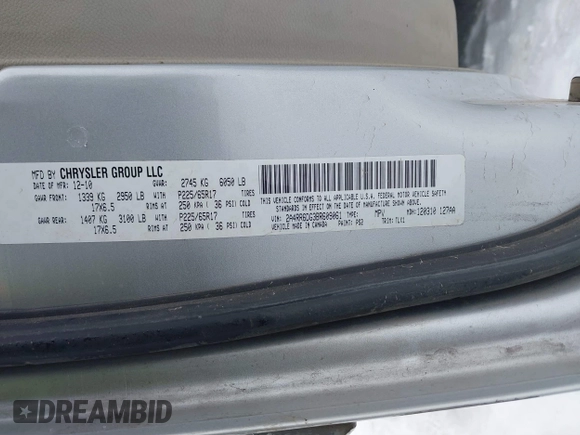 MFD BY CHRYSLER GROUP LLC
DATE OF MFR: 12-10 GVWR: 2745 KG 6050 LB
GAWR FRONT: 1339 KG 2950 LB WITH P225/65R17 TIRES
17X6.5 RIMS AT 250 KPA ( 36 PSI) COLD
GAWR REAR: 1407 KG 3100 LB WITH P225/65R17 TIRES
17X6.5 RIMS AT 250 KPA ( 36 PSI) COLD
THIS VEHICLE CONFORMS TO ALL APPLICABLE U.S.A. FEDERAL MOTOR VEHICLE SAFETY
STANDARDS IN EFFECT ON THE DATE OF MANUFACTURE SHOWN ABOVE.
VIN: 2A4RR6DG3BR609061 TYPE: MPV MDH: 120310 127AA
VEHICLE MADE IN CANADA PAINT: PS2 TRIM: TLX1
DREAMBID